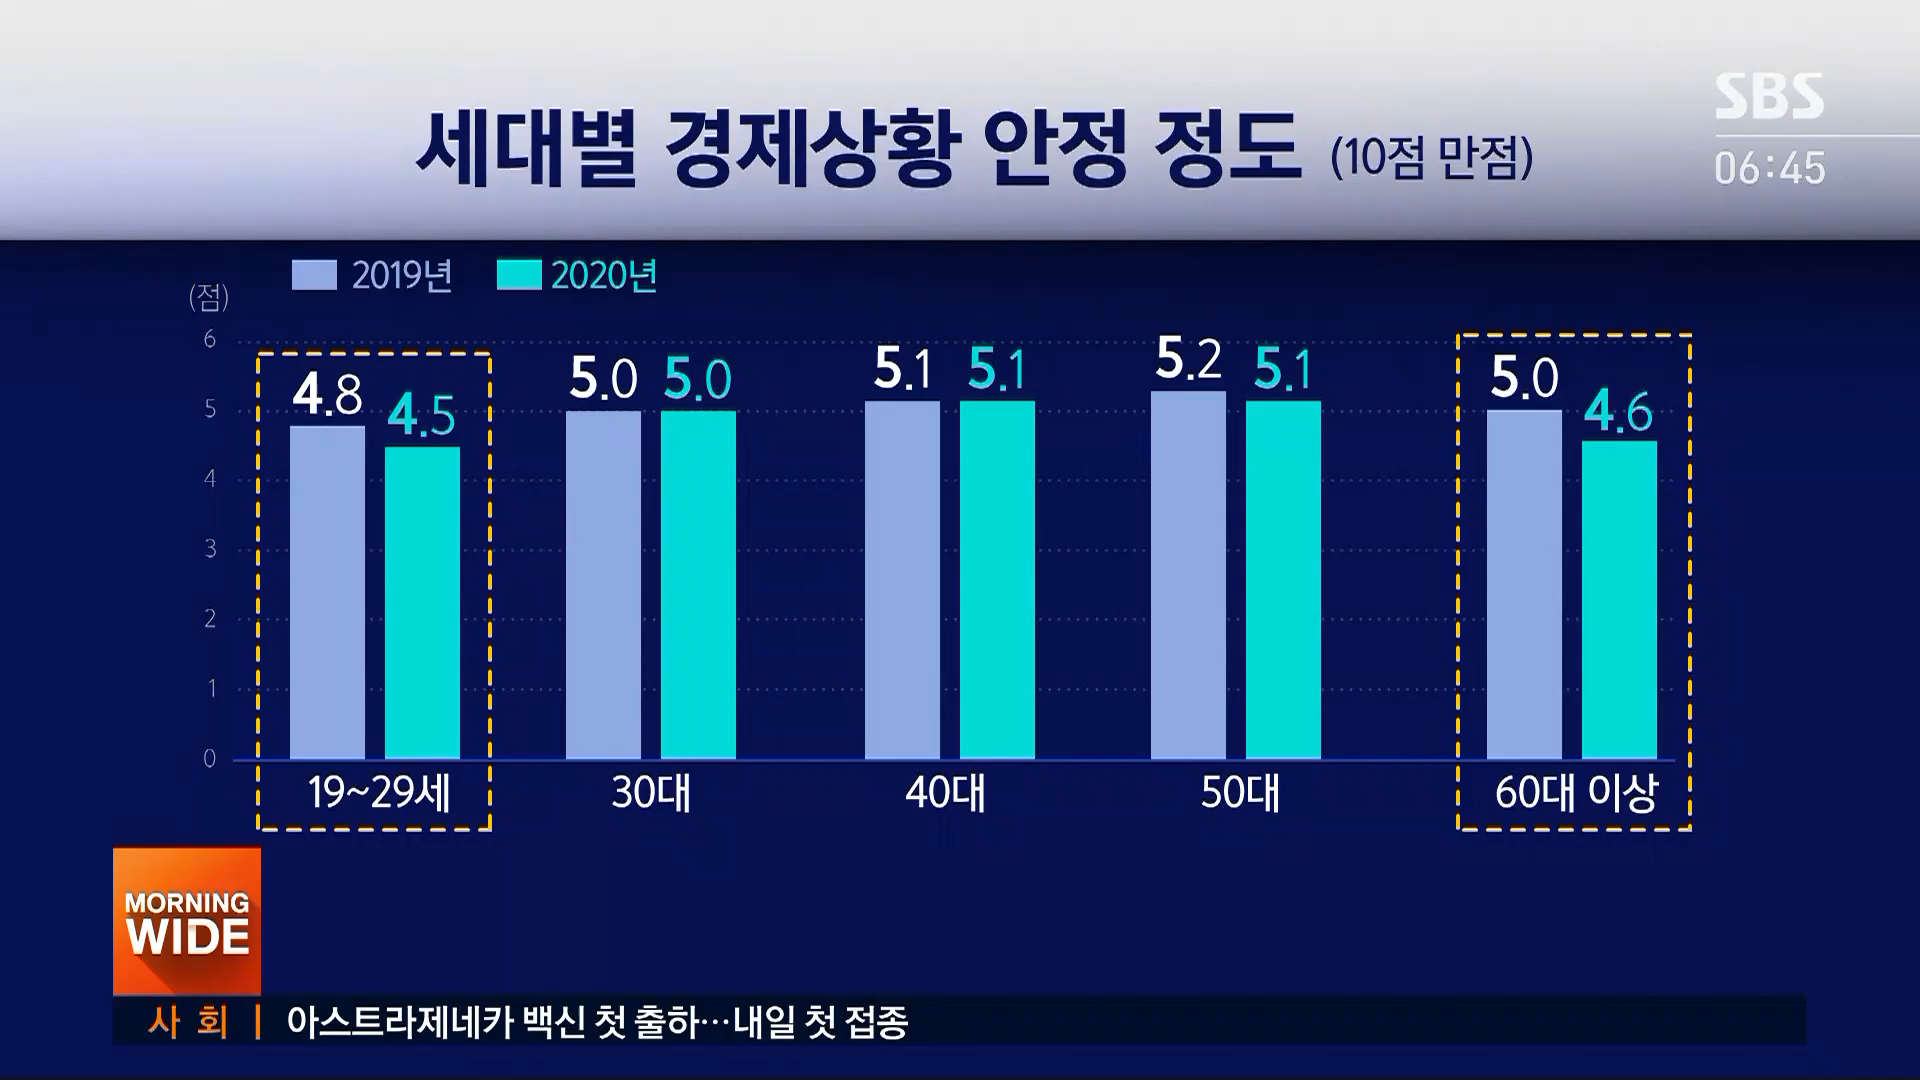 세대별 경제상황 안정 정도 (10점 만점)
SBS
06:45
2019년 2020년
(점)
6
5
4
3
2
1
0
4.8 4.5 5.0 5.0 5.1 5.1 5.2 5.1 5.0 4.6
19~29세 30대 40대 50대 60대 이상
MORNING
WIDE
사회 | 아스트라제네카 백신 첫 출하…내일 첫 접종